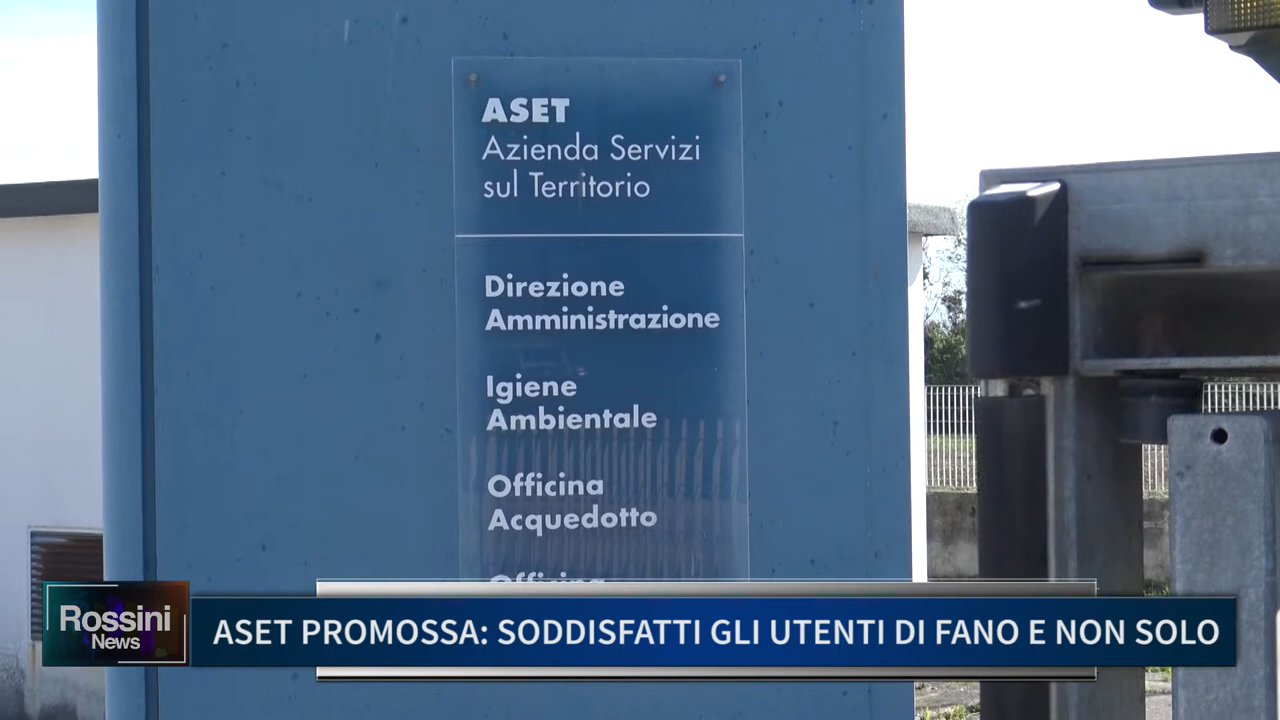 ASET
Azienda Servizi
sul Territorio
Direzione
Amministrazione
Igiene
Ambientale
Officina
Acquedotto
Officina
Rossini
News
ASET PROMOSSA: SODDISFATTI GLI UTENTI DI FANO E NON SOLO